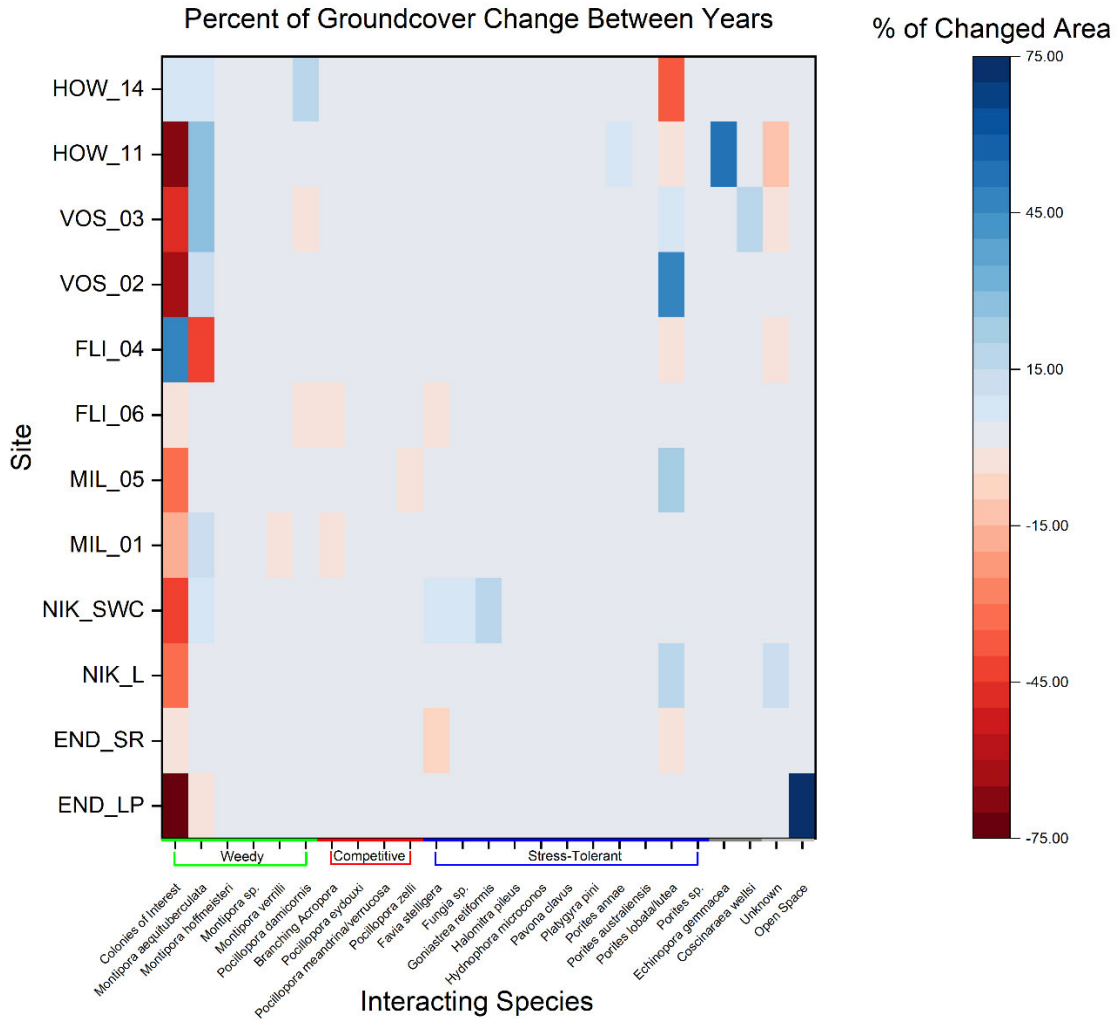 Percent of Groundcover Change Between Years
% of Changed Area
75.00
45.00
15.00
-15.00
-45.00
-75.00
Site
HOW_14
HOW_11
VOS_03
VOS_02
FLI_04
FLI_06
MIL_05
MIL_01
NIK_SWC
NIK_L
END_SR
END_LP
Weedy
Competitive
Stress-Tolerant
Colonies of Interest
Montipora aequituberculata
Montipora hoffmeisteri
Montipora sp.
Montipora verilli
Pocillopora damicornis
Branching Acropora
Pocillopora eydouxi
Pocillopora meandrina/verrucosa
Pocillopora zelli
Favia stelligera
Fungia sp.
Goniastrea retiformis
Halomitra pileus
Hydnophora microconos
Pavona clavus
Platygyra pini
Porites annae
Porites australiensis
Porites lobata/lutea
Porites sp.
Echinopora gemmacea
Coscinaraea wellsi
Unknown
Open Space
Interacting Species